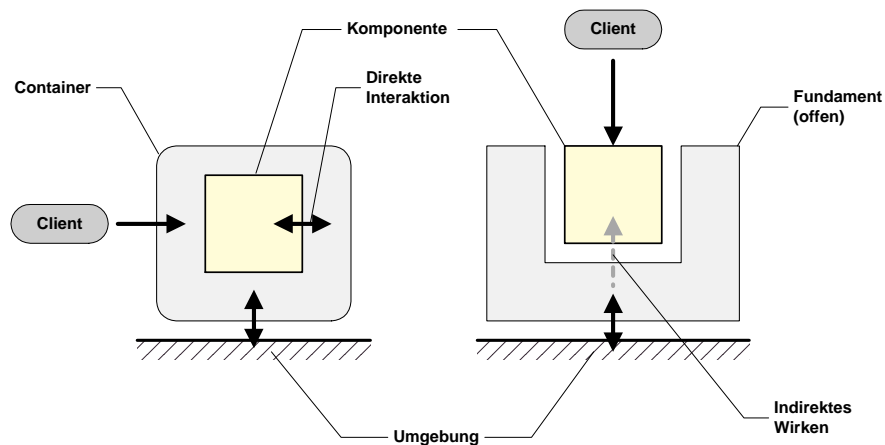 Komponente
Client
Direkte
Interaktion
Container
Fundament
(offen)
Client
Umgebung
Indirektes
Wirken